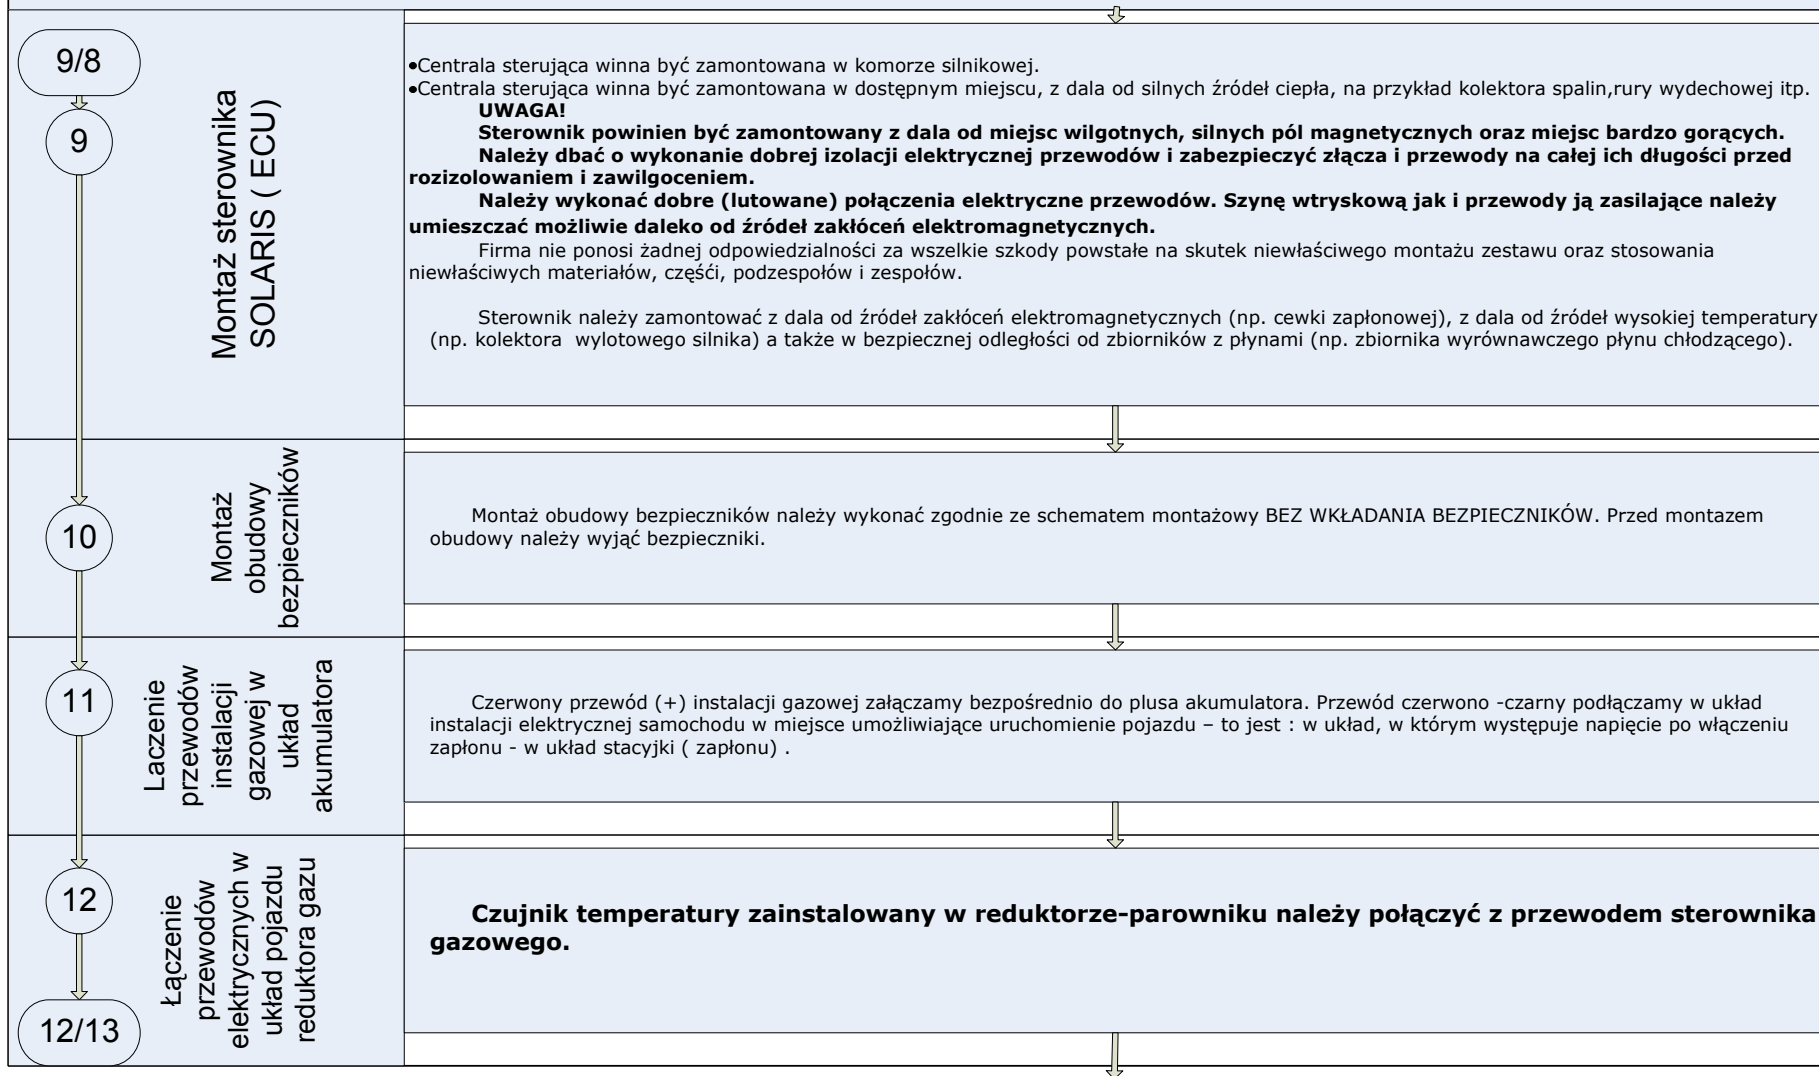 9/8
9
Montaż sterownika
SOLARIS ( ECU)
•Centrala sterująca winna być zamontowana w komorze silnikowej.
•Centrala sterująca winna być zamontowana w dostępnym miejscu, z dala od silnych źródeł ciepła, na przykład kolektora spalin,rury wydechowej itp.
UWAGA!
Sterownik powinien być zamontowany z dala od miejsc wilgotnych, silnych pól magnetycznych oraz miejsc bardzo gorących.
Należy dbać o wykonanie dobrej izolacji elektrycznej przewodów i zabezpieczyć złącza i przewody na całej ich długości przed
rozizolowaniem i zawilgoceniem.
Należy wykonać dobre (lutowane) połączenia elektryczne przewodów. Szynę wtryskową jak i przewody ją zasilające należy
umieszczać możliwie daleko od źródeł zakłóceń elektromagnetycznych.
Firma nie ponosi żadnej odpowiedzialności za wszelkie szkody powstałe na skutek niewłaściwego montażu zestawu oraz stosowania
niewłaściwych materiałów, częśći, podzespołów i zespołów.
Sterownik należy zamontować z dala od źródeł zakłóceń elektromagnetycznych (np. cewki zapłonowej), z dala od źródeł wysokiej temperatury
(np. kolektora wylotowego silnika) a także w bezpiecznej odległości od zbiorników z płynami (np. zbiornika wyrównawczego płynu chłodzącego).
10
Montaż
obudowy
bezpieczników
Montaż obudowy bezpieczników należy wykonać zgodnie ze schematem montażowy BEZ WKŁADANIA BEZPIECZNIKÓW. Przed montazem
obudowy należy wyjąć bezpieczniki.
11
Laczenie
przewodów
instalacji
gazowej w
układ
akumulatora
Czerwony przewód (+) instalacji gazowej załączamy bezpośrednio do plusa akumulatora. Przewód czerwono -czarny podłączamy w układ
instalacji elektrycznej samochodu w miejsce umożliwiające uruchomienie pojazdu – to jest : w układ, w którym występuje napięcie po włączeniu
zapłonu - w układ stacyjki ( zapłonu) .
12
Łączenie
przewodów
elektrycznych w
układ pojazdu
reduktora gazu
Czujnik temperatury zainstalowany w reduktorze-parowniku należy połączyć z przewodem sterownika
gazowego.
12/13